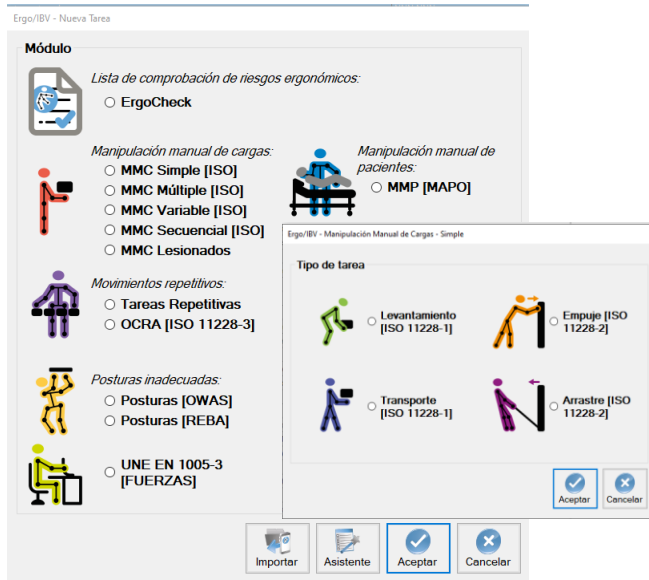 Ergo/IBV - Nueva Tarea
Módulo
Lista de comprobación de riesgos ergonómicos:
ErgoCheck
Manipulación manual de cargas:
MMC Simple [ISO]
MMC Múltiple [ISO]
MMC Variable [ISO]
MMC Secuencial [ISO]
MMC Lesionados
Manipulación manual de
pacientes:
MMP [MAPO]
Movimientos repetitivos:
Tareas Repetitivas
OCRA [ISO 11228-3]
Posturas inadecuadas:
Posturas [OWAS]
Posturas [REBA]
UNE EN 1005-3
[FUERZAS]
Importar
Asistente
Aceptar
Cancelar
Ergo/IBV - Manipulación Manual de Cargas - Simple
Tipo de tarea
Levantamiento
[ISO 11228-1]
Empuje [ISO
11228-2]
Transporte
[ISO 11228-1]
Arrastre [ISO
11228-2]
Aceptar
Cancelar